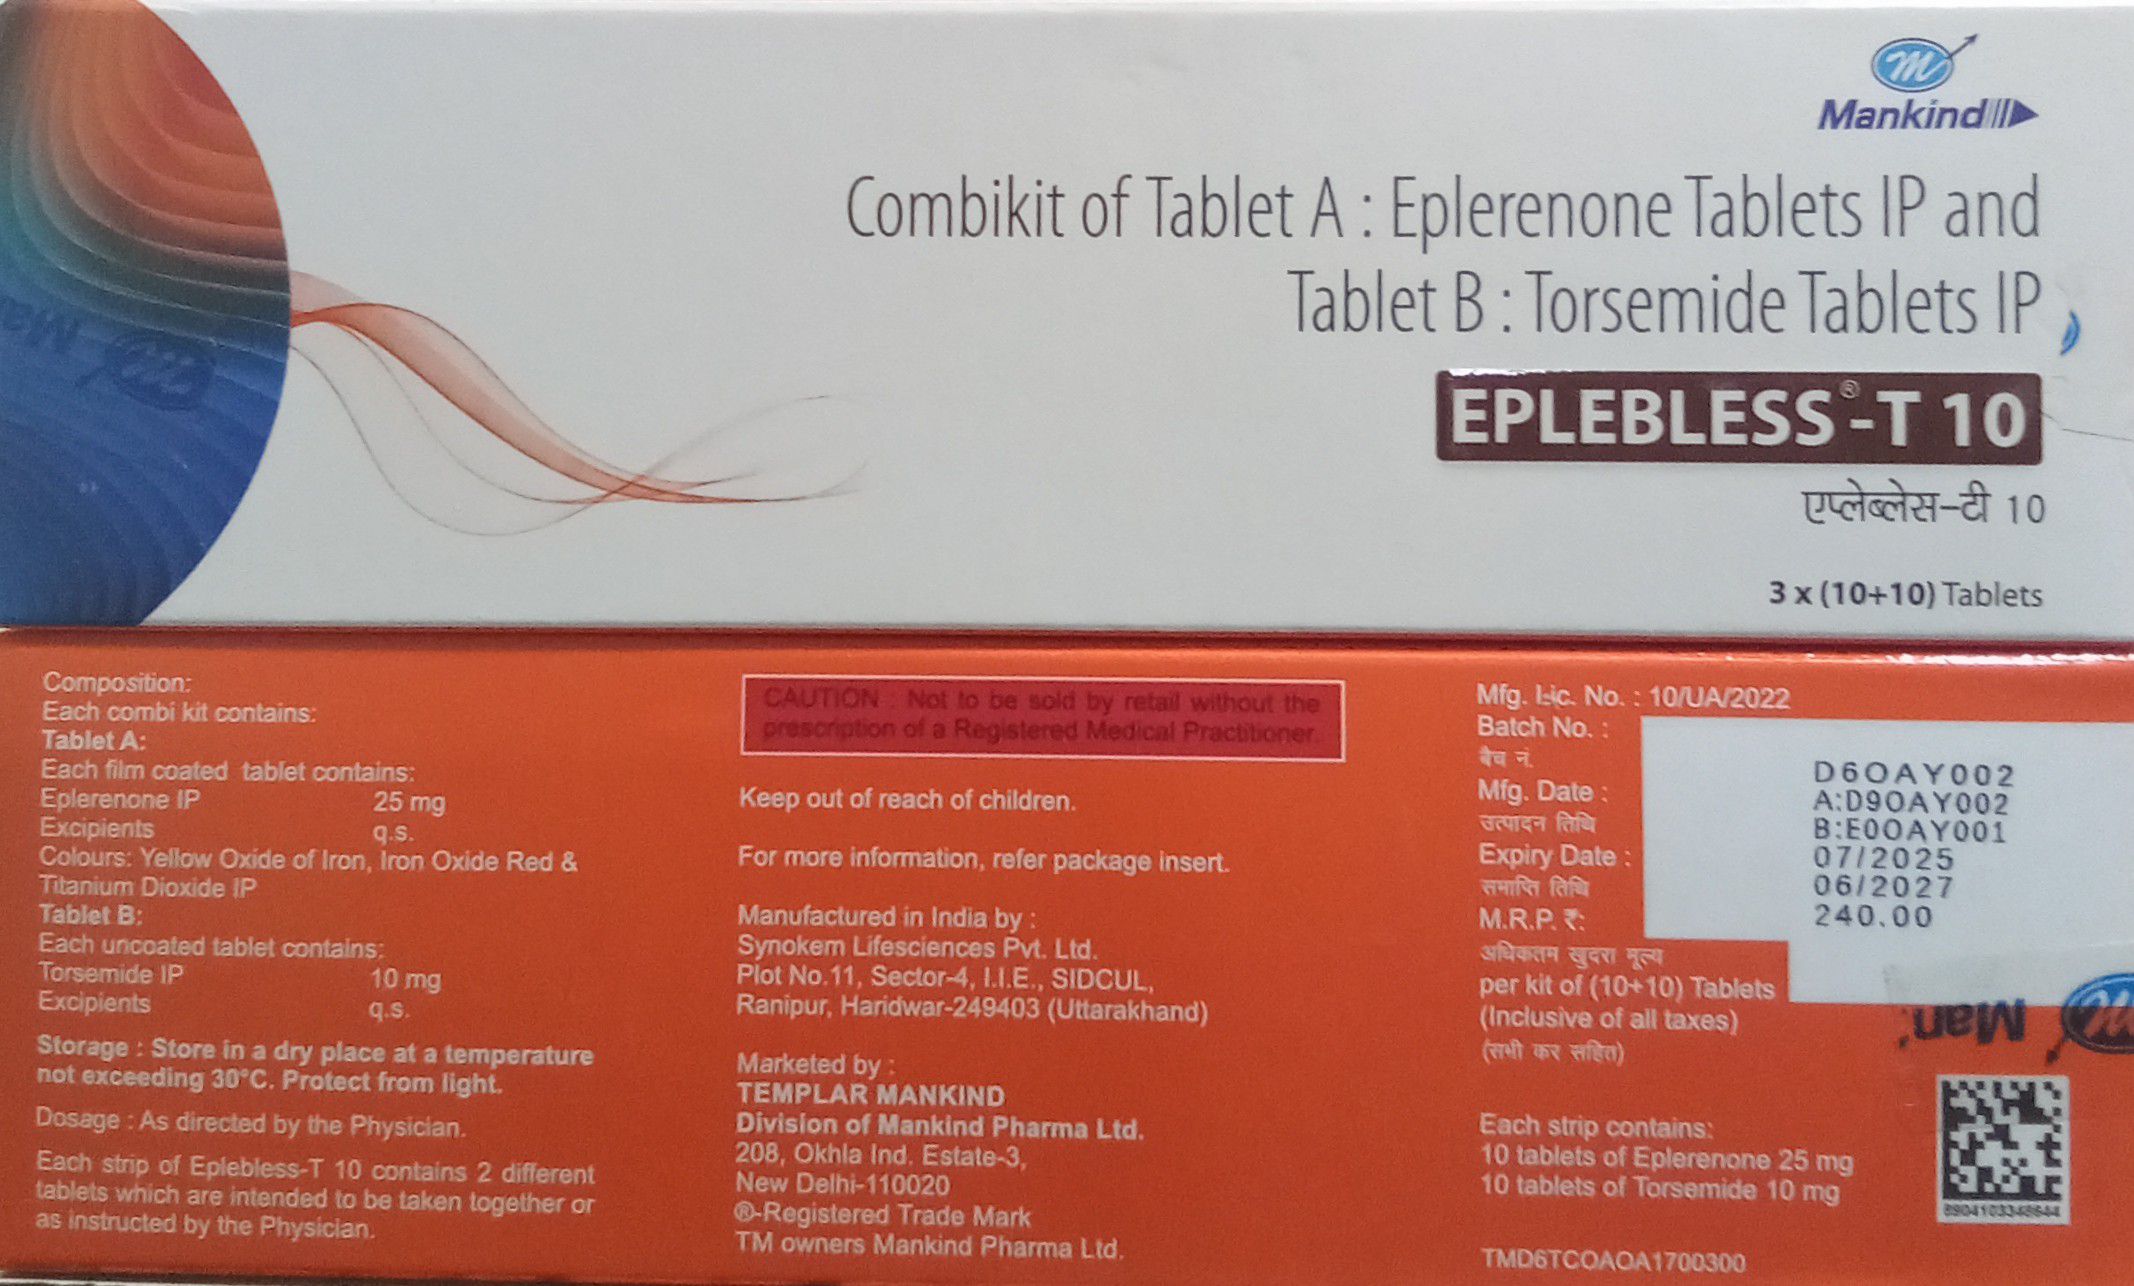 Mankind
Combikit of Tablet A : Eplerenone Tablets IP and
Tablet B : Torsemide Tablets IP
EPLEBLESS®-T 10
एप्लेब्लेस-टी 10
3 x (10+10) Tablets
Composition:
Each combi kit contains:
Tablet A:
Each film coated tablet contains:
Eplerenone IP 25 mg
Excipients q.s.
Colours: Yellow Oxide of Iron, Iron Oxide Red &
Titanium Dioxide IP
Tablet B:
Each uncoated tablet contains:
Torsemide IP 10 mg
Excipients q.s.
Storage : Store in a dry place at a temperature
not exceeding 30°C. Protect from light.
Dosage : As directed by the Physician.
Each strip of Eplebless-T 10 contains 2 different
tablets which are intended to be taken together or
as instructed by the Physician.
CAUTION : Not to be sold by retail without the
prescription of a Registered Medical Practitioner.
Keep out of reach of children.
For more information, refer package insert.
Manufactured in India by :
Synokem Lifesciences Pvt. Ltd.
Plot No.11, Sector-4, I.I.E., SIDCUL,
Ranipur, Haridwar-249403 (Uttarakhand)
Marketed by :
TEMPLAR MANKIND
Division of Mankind Pharma Ltd.
208, Okhla Ind. Estate-3,
New Delhi-110020
®-Registered Trade Mark
TM owners Mankind Pharma Ltd.
Mfg. Lic. No. : 10/UA/2022
Batch No. :
बैच नं.
Mfg. Date :
उत्पादन तिथि
Expiry Date :
समाप्ति तिथि
M.R.P. ₹:
अधिकतम खुदरा मूल्य
per kit of (10+10) Tablets
(Inclusive of all taxes)
(सभी कर सहित)
D6OAY002
A:D9OAY002
B:E0OAY001
07/2025
06/2027
240.00
Man
Each strip contains:
10 tablets of Eplerenone 25 mg
10 tablets of Torsemide 10 mg
8904103348644
TMD6TCOAOA1700300